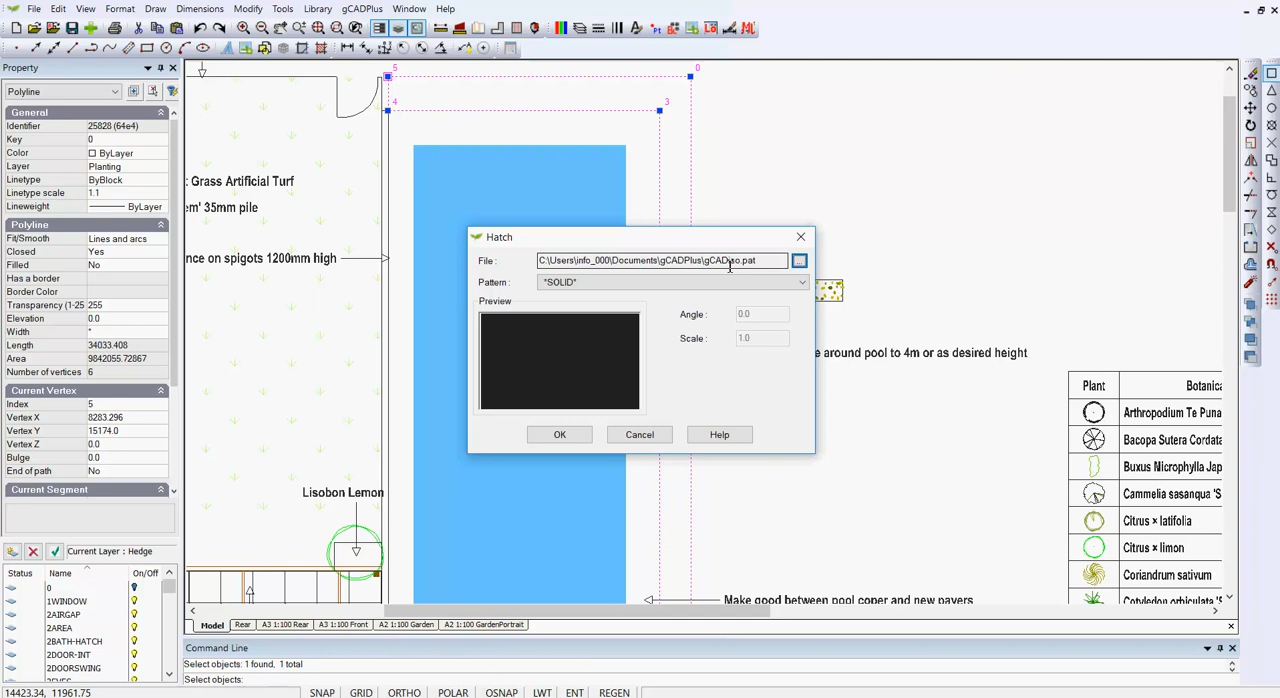 File Edit View Format Draw Dimensions Modify Tools Library gCADPlus Window Help
Property
Polyline
General
Identifier 25828 (64e4)
Key 0
Color ByLayer
Layer Planting
Linetype ByBlock
Linetype scale 1.1
Lineweight ByLayer
Polyline
Fit/Smooth Lines and arcs
Closed Yes
Filled No
Has a border
Border Color
Transparency (1-255) 255
Elevation 0.0
Width *
Length 34033.408
Area 9842055.72867
Number of vertices 6
Current Vertex
Index 5
Vertex X 8283.296
Vertex Y 15174.0
Vertex Z 0.0
Bulge 0.0
End of path No
Current Segment
Current Layer : Hedge
Status Name On/Off
0
1WINDOW
2AIRGAP
2AREA
2BATH-HATCH
2DOOR-INT
2DOORSWING
5 0
4 3
: Grass Artificial Turf
em' 35mm pile
nce on spigots 1200mm high
Lisobon Lemon
Hatch
File : C:\Users\info_000\Documents\gCADPlus\gCADiso.pat ...
Pattern : *SOLID*
Preview
Angle : 0.0
Scale : 1.0
OK Cancel Help
e around pool to 4m or as desired height
Make good between pool coper and new pavers
Plant Botanica
Arthropodium Te Puna
Bacopa Sutera Cordata
Buxus Microphylla Jap
Cammelia sasanqua 'S
Citrus × latifolia
Citrus × limon
Coriandrum sativum
Cotyledon orbiculata 'S
Model Rear A3 1:100 Rear A3 1:100 Front A2 1:100 Garden A2 1:100 GardenPortrait
Command Line
Select objects: 1 found, 1 total
Select objects:
14423.34, 11961.75 SNAP GRID ORTHO POLAR OSNAP LWT ENT REGEN